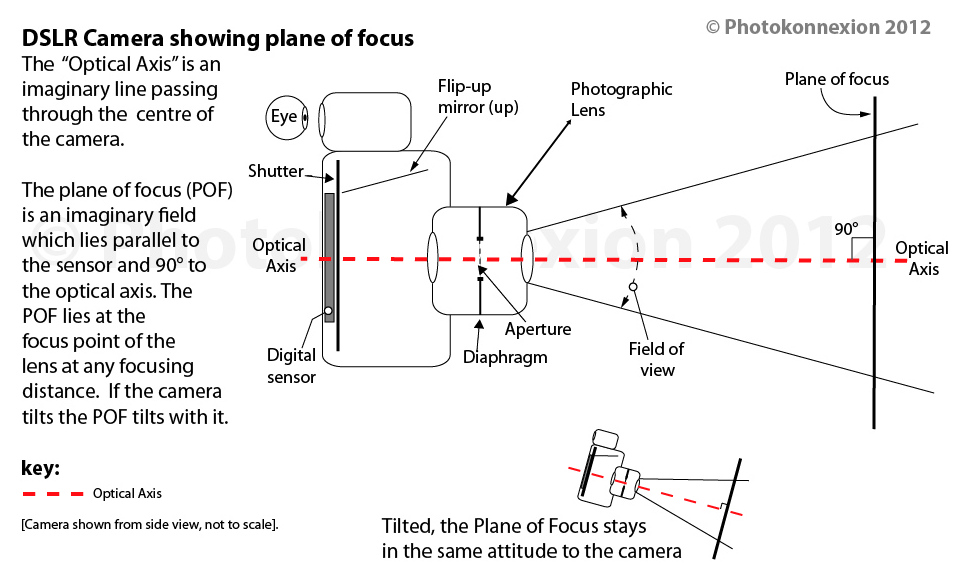 © Photokonnexion 2012
DSLR Camera showing plane of focus
The “Optical Axis” is an
imaginary line passing
through the centre of
the camera.
The plane of focus (POF)
is an imaginary field
which lies parallel to
the sensor and 90° to
the optical axis. The
POF lies at the
focus point of the
lens at any focusing
distance. If the camera
tilts the POF tilts with it.
key:
Optical Axis
[Camera shown from side view, not to scale].
Eye
Flip-up
mirror (up)
Photographic
Lens
Plane of focus
Shutter
© Photokonnexion 2012
90°
Optical
Axis
Optical
Axis
Aperture
Digital
sensor
Diaphragm
Field of
view
Tilted, the Plane of Focus stays
in the same attitude to the camera